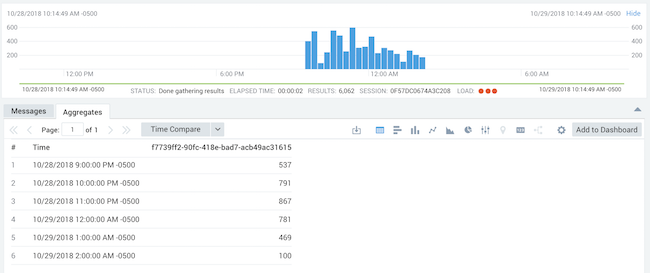 10/28/2018 10:14:49 AM -0500 10/29/2018 10:14:49 AM -0500 Hide
600 600
400 400
200 200
12:00 PM 6:00 PM 12:00 AM 6:00 AM
10/28/2018 10:14:49 AM -0500 STATUS: Done gathering results ELAPSED TIME: 00:00:02 RESULTS: 6,062 SESSION: 0F57DC0674A3C208 LOAD: 10/29/2018 10:14:49 AM -0500
Messages Aggregates
Page: 1 of 1 Time Compare Add to Dashboard
# Time f7739ff2-90fc-418e-bad7-acb49ac31615
1 10/28/2018 9:00:00 PM -0500 537
2 10/28/2018 10:00:00 PM -0500 791
3 10/28/2018 11:00:00 PM -0500 867
4 10/29/2018 12:00:00 AM -0500 781
5 10/29/2018 1:00:00 AM -0500 469
6 10/29/2018 2:00:00 AM -0500 100